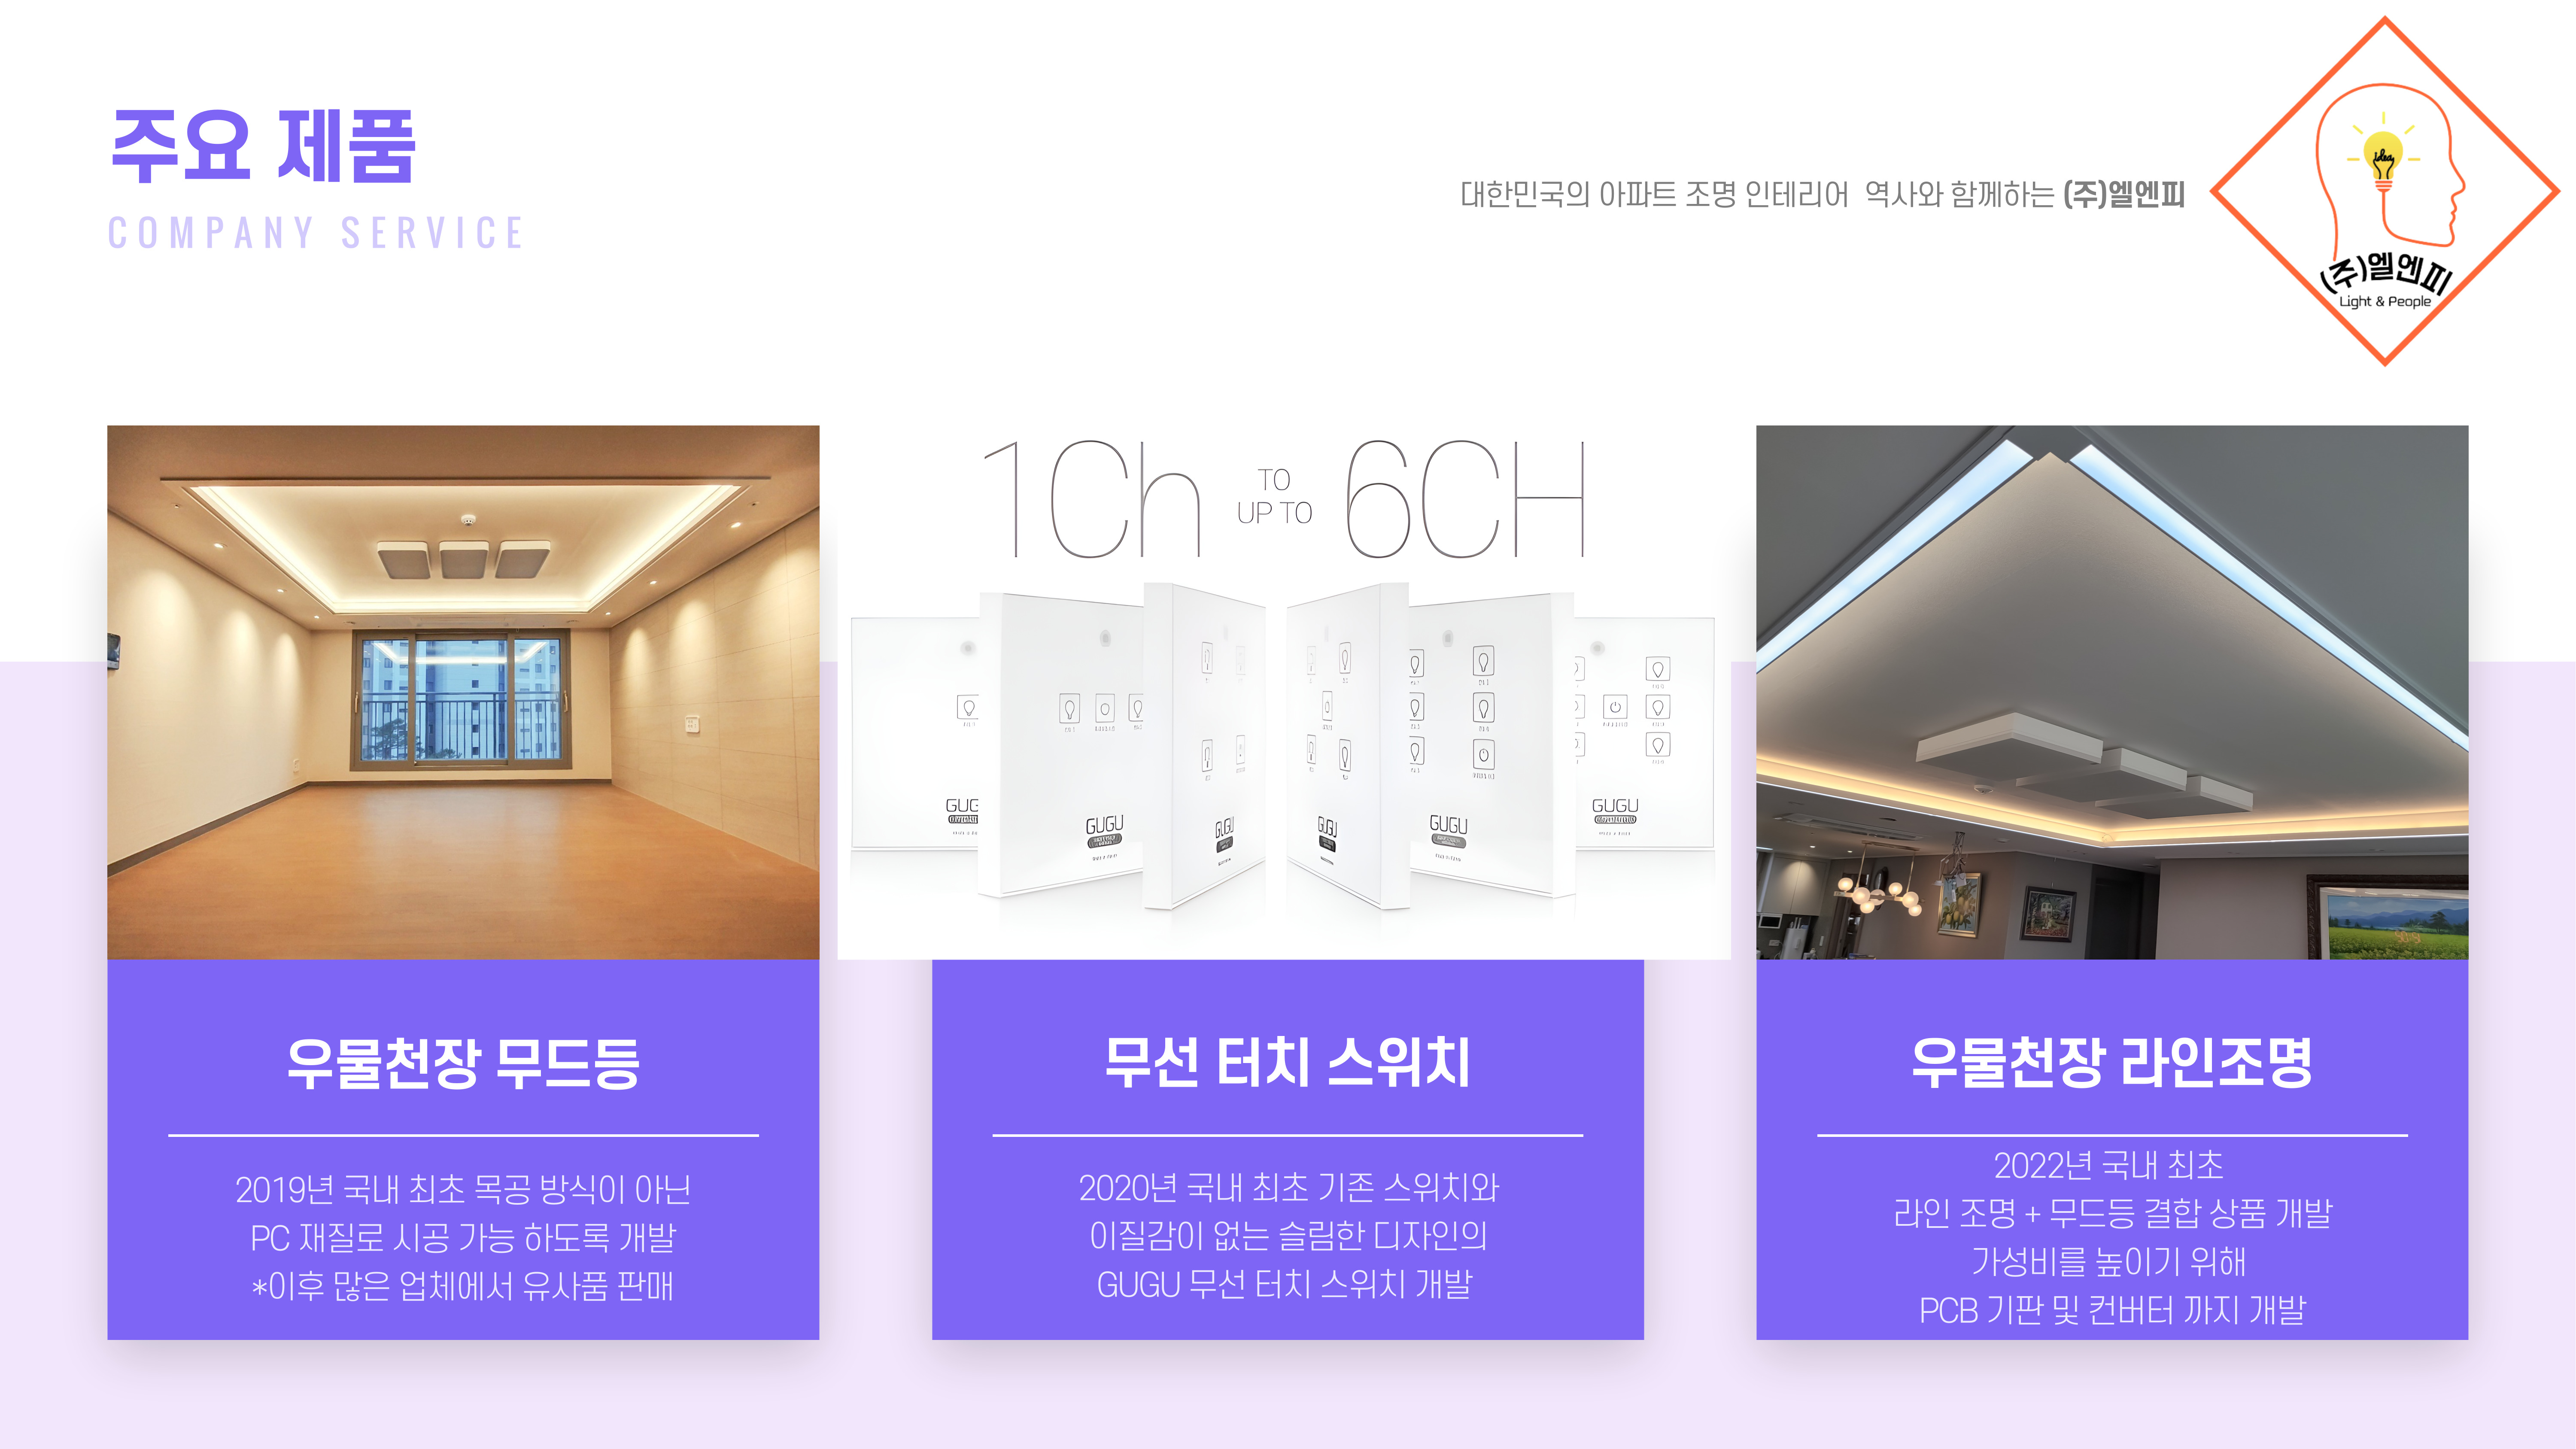 주요 제품
COMPANY SERVICE
대한민국의 아파트 조명 인테리어 역사와 함께하는 (주)엘엔피
idea
(주)엘엔피
Light & People
1Ch TO UP TO 6CH
GUGU
GUGU
GUGU
GUGU
GUGU
우물천장 무드등
2019년 국내 최초 목공 방식이 아닌
PC 재질로 시공 가능 하도록 개발
*이후 많은 업체에서 유사품 판매
무선 터치 스위치
2020년 국내 최초 기존 스위치와
이질감이 없는 슬림한 디자인의
GUGU 무선 터치 스위치 개발
우물천장 라인조명
2022년 국내 최초
라인 조명 + 무드등 결합 상품 개발
가성비를 높이기 위해
PCB 기판 및 컨버터 까지 개발